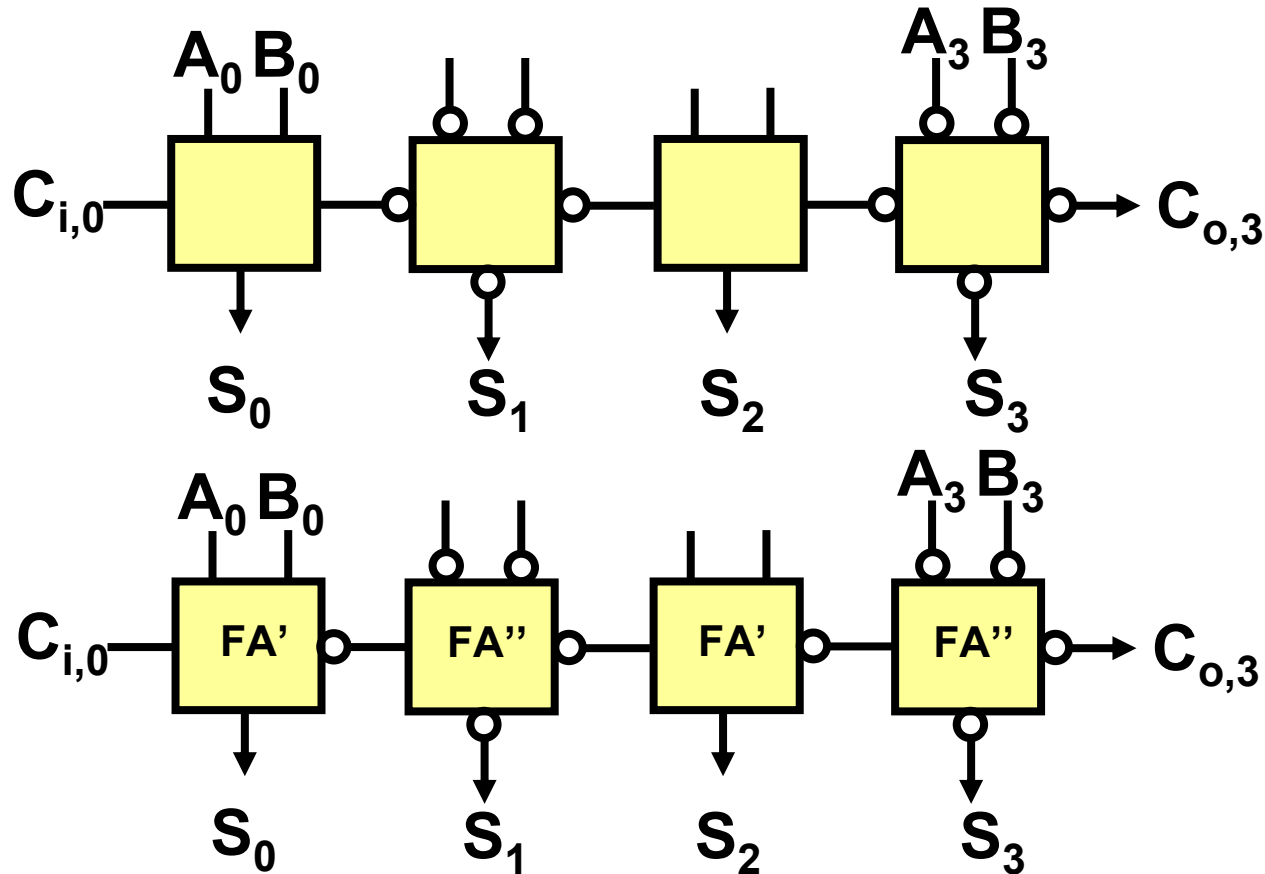 A₀ B₀ A₃ B₃
Cᵢ,₀ Cₒ,₃
S₀ S₁ S₂ S₃
A₀ B₀ A₃ B₃
Cᵢ,₀ FA’ FA’’ FA’ FA’’ Cₒ,₃
S₀ S₁ S₂ S₃